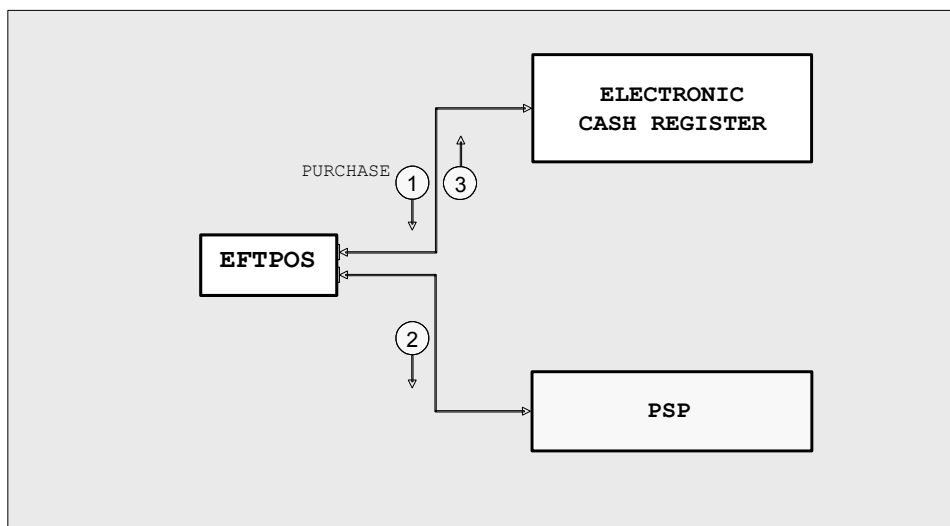 ELECTRONIC
CASH REGISTER
PURCHASE
1
3
EFTPOS
2
PSP